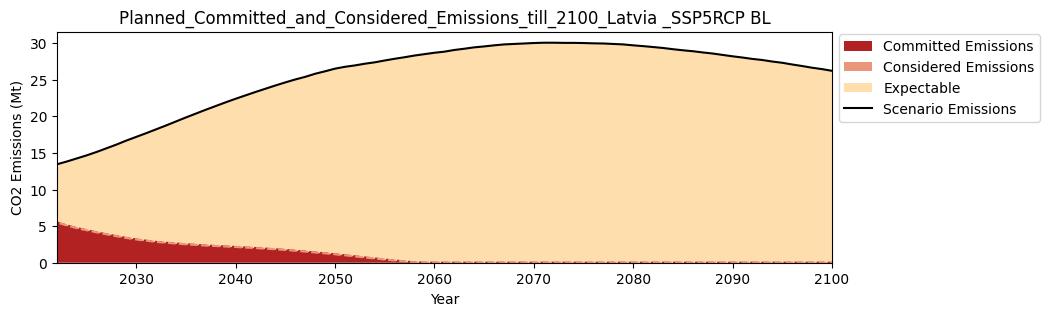 Planned_Committed_and_Considered_Emissions_till_2100_Latvia _SSP5RCP BL
CO2 Emissions (Mt)
30
25
20
15
10
5
0
2030 2040 2050 2060 2070 2080 2090 2100
Year
Committed Emissions
Considered Emissions
Expectable
Scenario Emissions